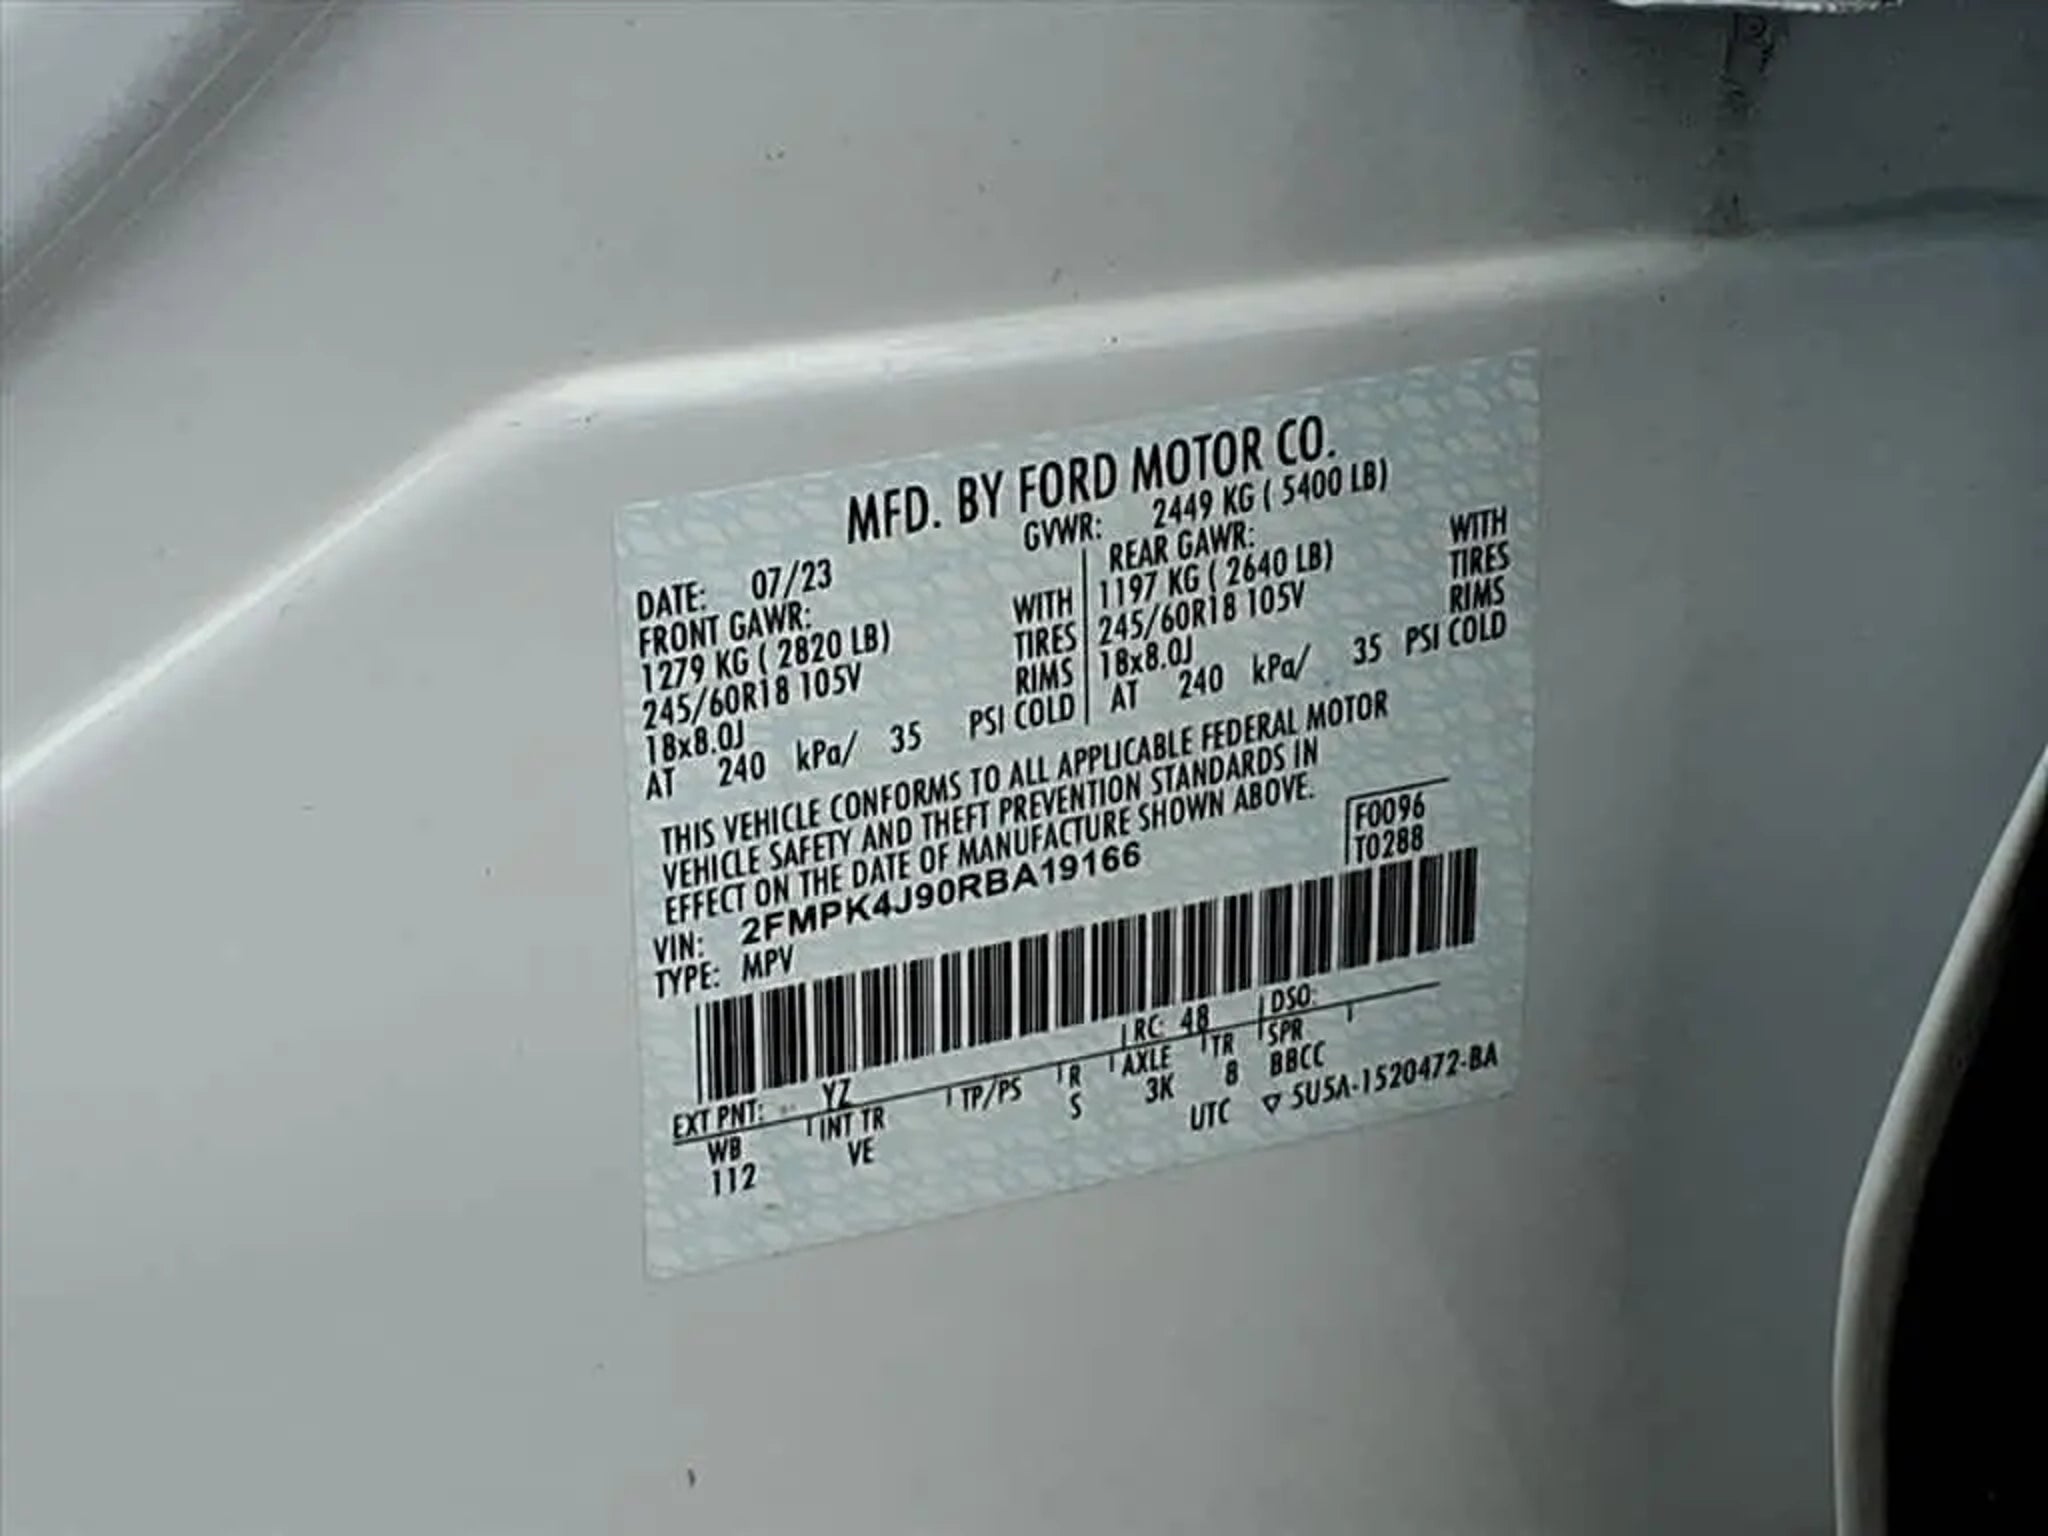 MFD. BY FORD MOTOR CO.
DATE: 07/23 GVWR: 2449 KG ( 5400 LB)
FRONT GAWR:
1279 KG ( 2820 LB) WITH
245/60R18 105V TIRES
18x8.0J RIMS
AT 240 kPa/ 35 PSI COLD
REAR GAWR:
1197 KG ( 2640 LB) WITH
245/60R18 105V TIRES
18x8.0J RIMS
AT 240 kPa/ 35 PSI COLD
THIS VEHICLE CONFORMS TO ALL APPLICABLE FEDERAL MOTOR
VEHICLE SAFETY AND THEFT PREVENTION STANDARDS IN
EFFECT ON THE DATE OF MANUFACTURE SHOWN ABOVE.
F0096
T0288
VIN: 2FMPK4J90RBA19166
TYPE: MPV
EXT PNT: YZ RC: 48 DSO:
WB INT TR TP/PS R AXLE TR SPR
112 VE S 3K 8 BBCC
UTC ▽ 5U5A-1520472-BA